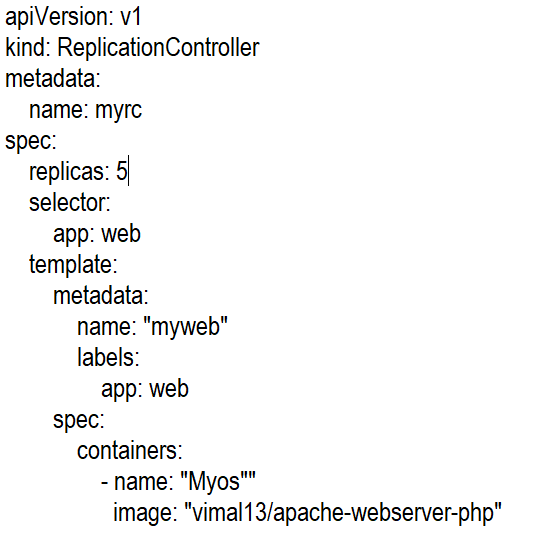 apiVersion: v1
kind: ReplicationController
metadata:
    name: myrc
spec:
    replicas: 5
    selector:
        app: web
    template:
        metadata:
            name: "myweb"
            labels:
                app: web
        spec:
            containers:
                - name: "Myos""
                  image: "vimal13/apache-webserver-php"